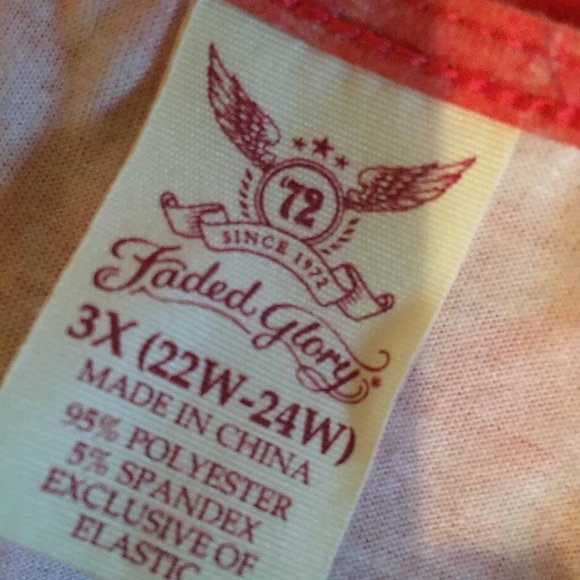 '72
SINCE 1972
Faded Glory®
3X (22W-24W)
MADE IN CHINA
95% POLYESTER
5% SPANDEX
EXCLUSIVE OF
ELASTIC